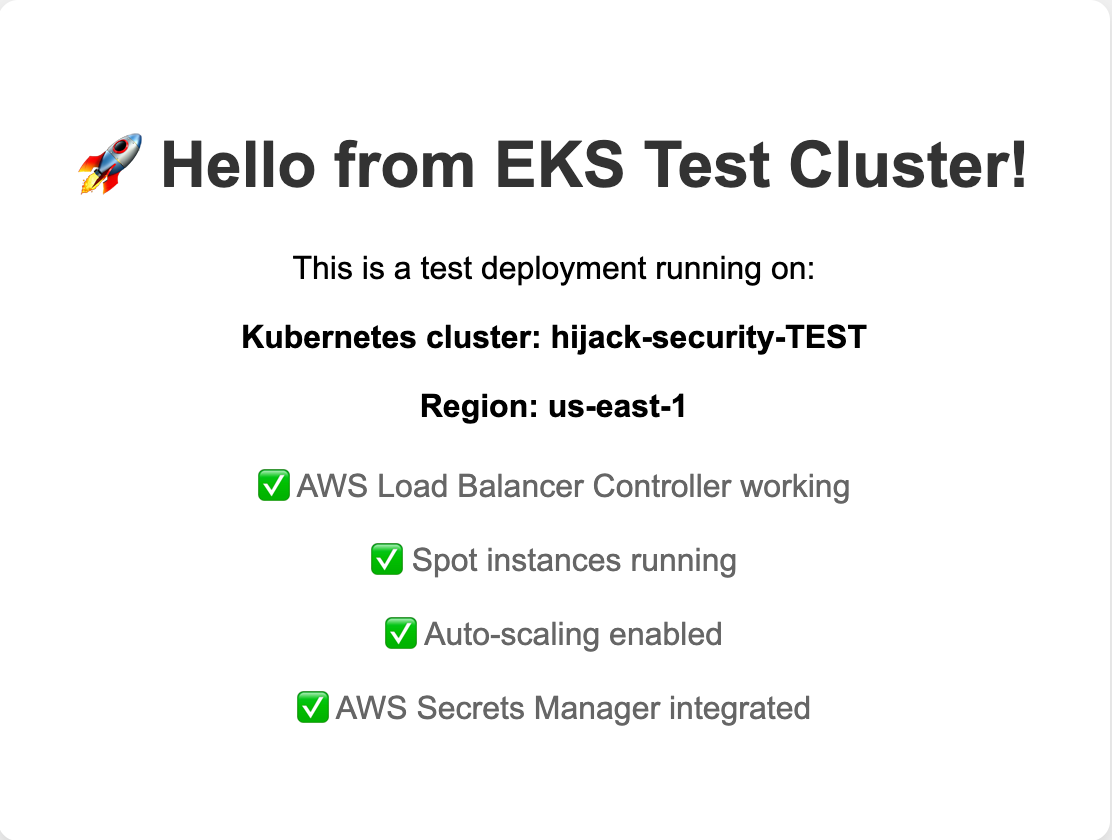 🚀 Hello from EKS Test Cluster!
This is a test deployment running on:
Kubernetes cluster: hijack-security-TEST
Region: us-east-1
✅ AWS Load Balancer Controller working
✅ Spot instances running
✅ Auto-scaling enabled
✅ AWS Secrets Manager integrated